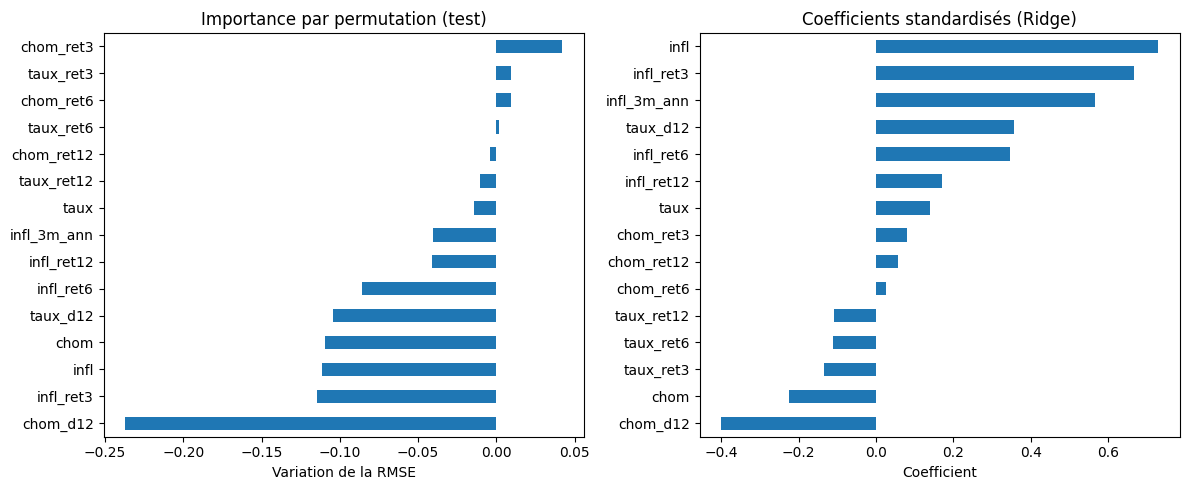 Importance par permutation (test)
chom_ret3
taux_ret3
chom_ret6
taux_ret6
chom_ret12
taux_ret12
taux
infl_3m_ann
infl_ret12
infl_ret6
taux_d12
chom
infl
infl_ret3
chom_d12
−0.25 −0.20 −0.15 −0.10 −0.05 0.00 0.05
Variation de la RMSE
Coefficients standardisés (Ridge)
infl
infl_ret3
infl_3m_ann
taux_d12
infl_ret6
infl_ret12
taux
chom_ret3
chom_ret12
chom_ret6
taux_ret12
taux_ret6
taux_ret3
chom
chom_d12
−0.4 −0.2 0.0 0.2 0.4 0.6
Coefficient